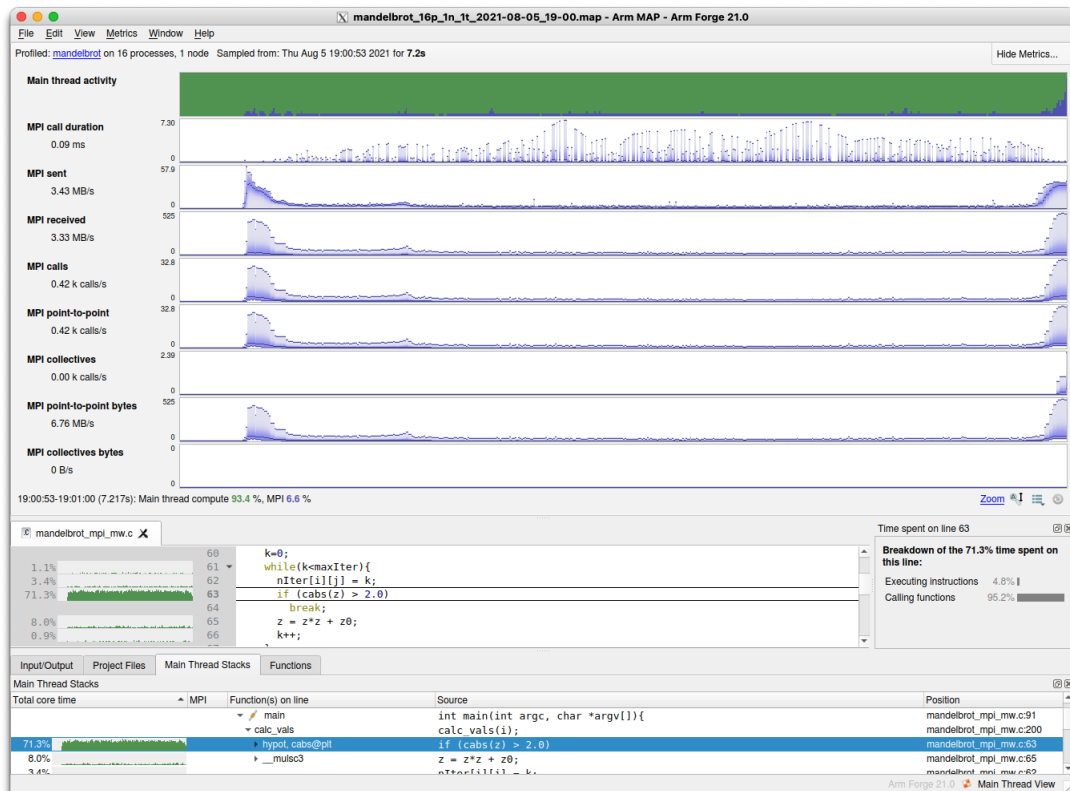 mandelbrot_16p_1n_1t_2021-08-05_19-00.map - Arm MAP - Arm Forge 21.0
File Edit View Metrics Window Help
Profiled: mandelbrot on 16 processes, 1 node Sampled from: Thu Aug 5 19:00:53 2021 for 7.2s
Hide Metrics...
Main thread activity
MPI call duration
0.09 ms
7.30
0
MPI sent
3.43 MB/s
57.9
0
MPI received
3.33 MB/s
525
0
MPI calls
0.42 k calls/s
32.8
0
MPI point-to-point
0.42 k calls/s
32.8
0
MPI collectives
0.00 k calls/s
2.39
0
MPI point-to-point bytes
6.76 MB/s
525
0
MPI collectives bytes
0 B/s
0
0
19:00:53-19:01:00 (7.217s): Main thread compute 93.4 %, MPI 6.6 %
Zoom
mandelbrot_mpi_mw.c X
60 k=0;
1.1% 61 while(k<maxIter){
3.4% 62 nIter[i][j] = k;
71.3% 63 if (cabs(z) > 2.0)
64 break;
8.0% 65 z = z*z + z0;
0.9% 66 k++;
Time spent on line 63
Breakdown of the 71.3% time spent on
this line:
Executing instructions 4.8%
Calling functions 95.2%
Input/Output Project Files Main Thread Stacks Functions
Main Thread Stacks
Total core time MPI Function(s) on line Source Position
main int main(int argc, char *argv[]){ mandelbrot_mpi_mw.c:91
calc_vals calc_vals(i); mandelbrot_mpi_mw.c:200
71.3% hypot, cabs@plt if (cabs(z) > 2.0) mandelbrot_mpi_mw.c:63
8.0% __mulsc3 z = z*z + z0; mandelbrot_mpi_mw.c:65
3.4% nIter[i][j] = k; mandelbrot_mpi_mw.c:62
Arm Forge 21.0 Main Thread View